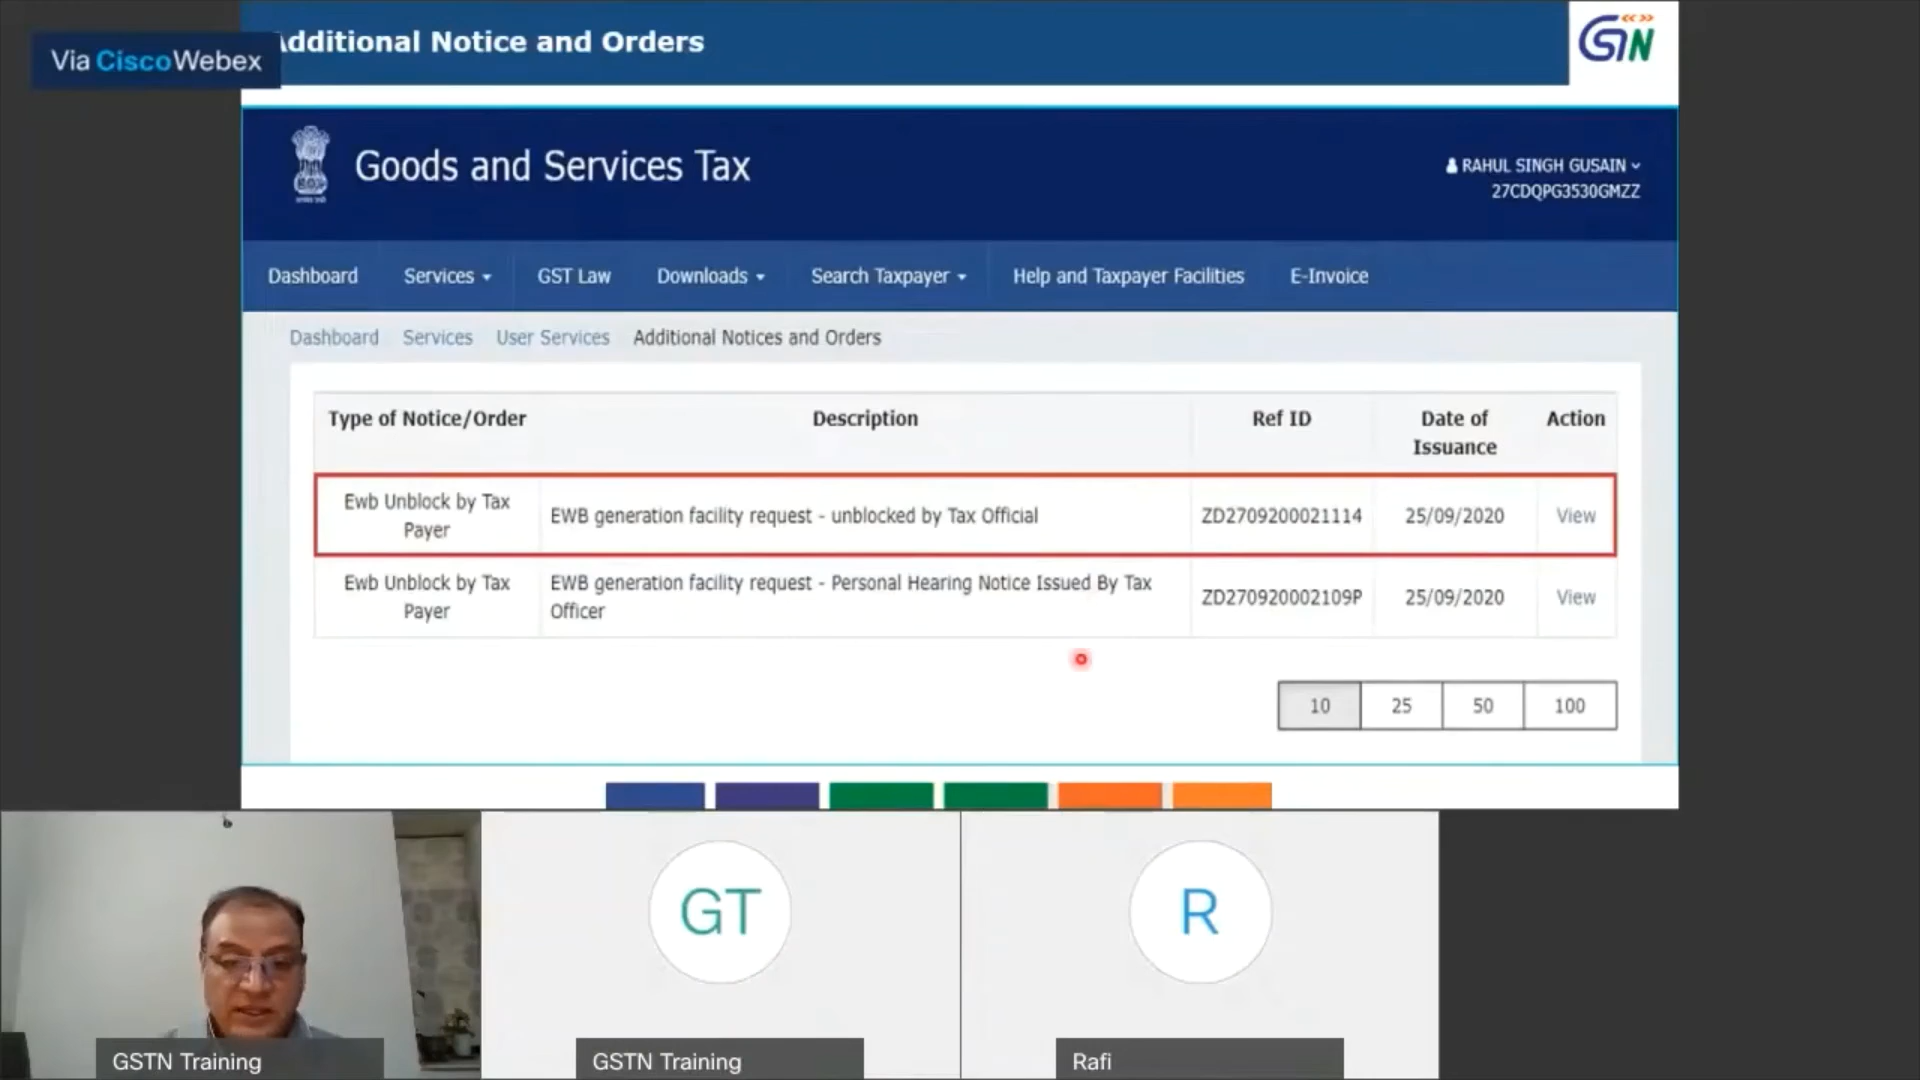 Additional Notice and Orders
GSTN
Via Cisco Webex
Goods and Services Tax
RAHUL SINGH GUSAIN
27CDQPG3530GMZZ
Dashboard Services GST Law Downloads Search Taxpayer Help and Taxpayer Facilities E-Invoice
Dashboard Services User Services Additional Notices and Orders
Type of Notice/Order Description Ref ID Date of Issuance Action
Ewb Unblock by Tax Payer EWB generation facility request - unblocked by Tax Official ZD2709200021114 25/09/2020 View
Ewb Unblock by Tax Payer EWB generation facility request - Personal Hearing Notice Issued By Tax Officer ZD270920002109P 25/09/2020 View
10 25 50 100
GT
R
GSTN Training
GSTN Training
Rafi